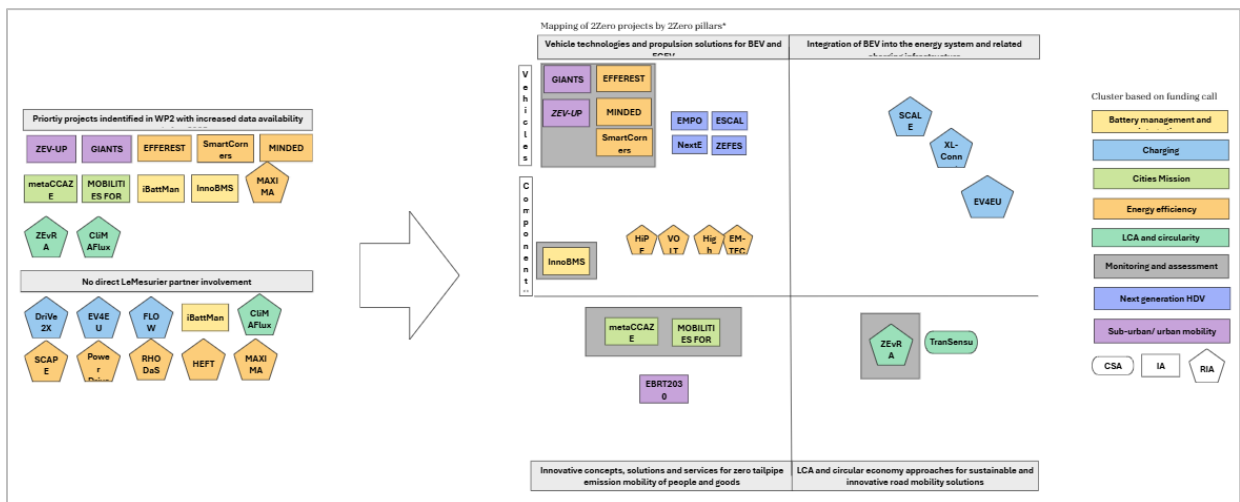 Mapping of 2Zero projects by 2Zero pillars*
Vehicle technologies and propulsion solutions for BEV and
Integration of BEV into the energy system and related
Priortiy projects indentified in WP2 with increased data availability
ZEV-UP
GIANTS
EFFEREST
SmartCorn
ers
MINDED
metaCCAZ
E
MOBILITI
ES FOR
iBattMan
InnoBMS
MAXI
MA
ZEvR
A
CliM
AFlux
No direct LeMesurier partner involvement
DriVe
2X
EV4E
U
FLO
W
iBattMan
CliM
AFlux
SCAP
E
Powe
r
RHO
DaS
HEFT
MAXI
MA
Vehicles
GIANTS
EFFEREST
ZEV-UP
MINDED
SmartCorn
ers
EMPO
ESCAL
NextE
ZEFES
Component
InnoBMS
HiP
E
VO
LT
Hig
h
EM-
TEC
SCAL
E
XL-
Conn
EV4EU
metaCCAZ
E
MOBILITI
ES FOR
EBRT203
0
ZEvR
A
TranSensu
Innovative concepts, solutions and services for zero tailpipe
emission mobility of people and goods
LCA and circular economy approaches for sustainable and
innovative road mobility solutions
Cluster based on funding call
Battery management and
Charging
Cities Mission
Energy efficiency
LCA and circularity
Monitoring and assessment
Next generation HDV
Sub-urban/ urban mobility
CSA
IA
RIA